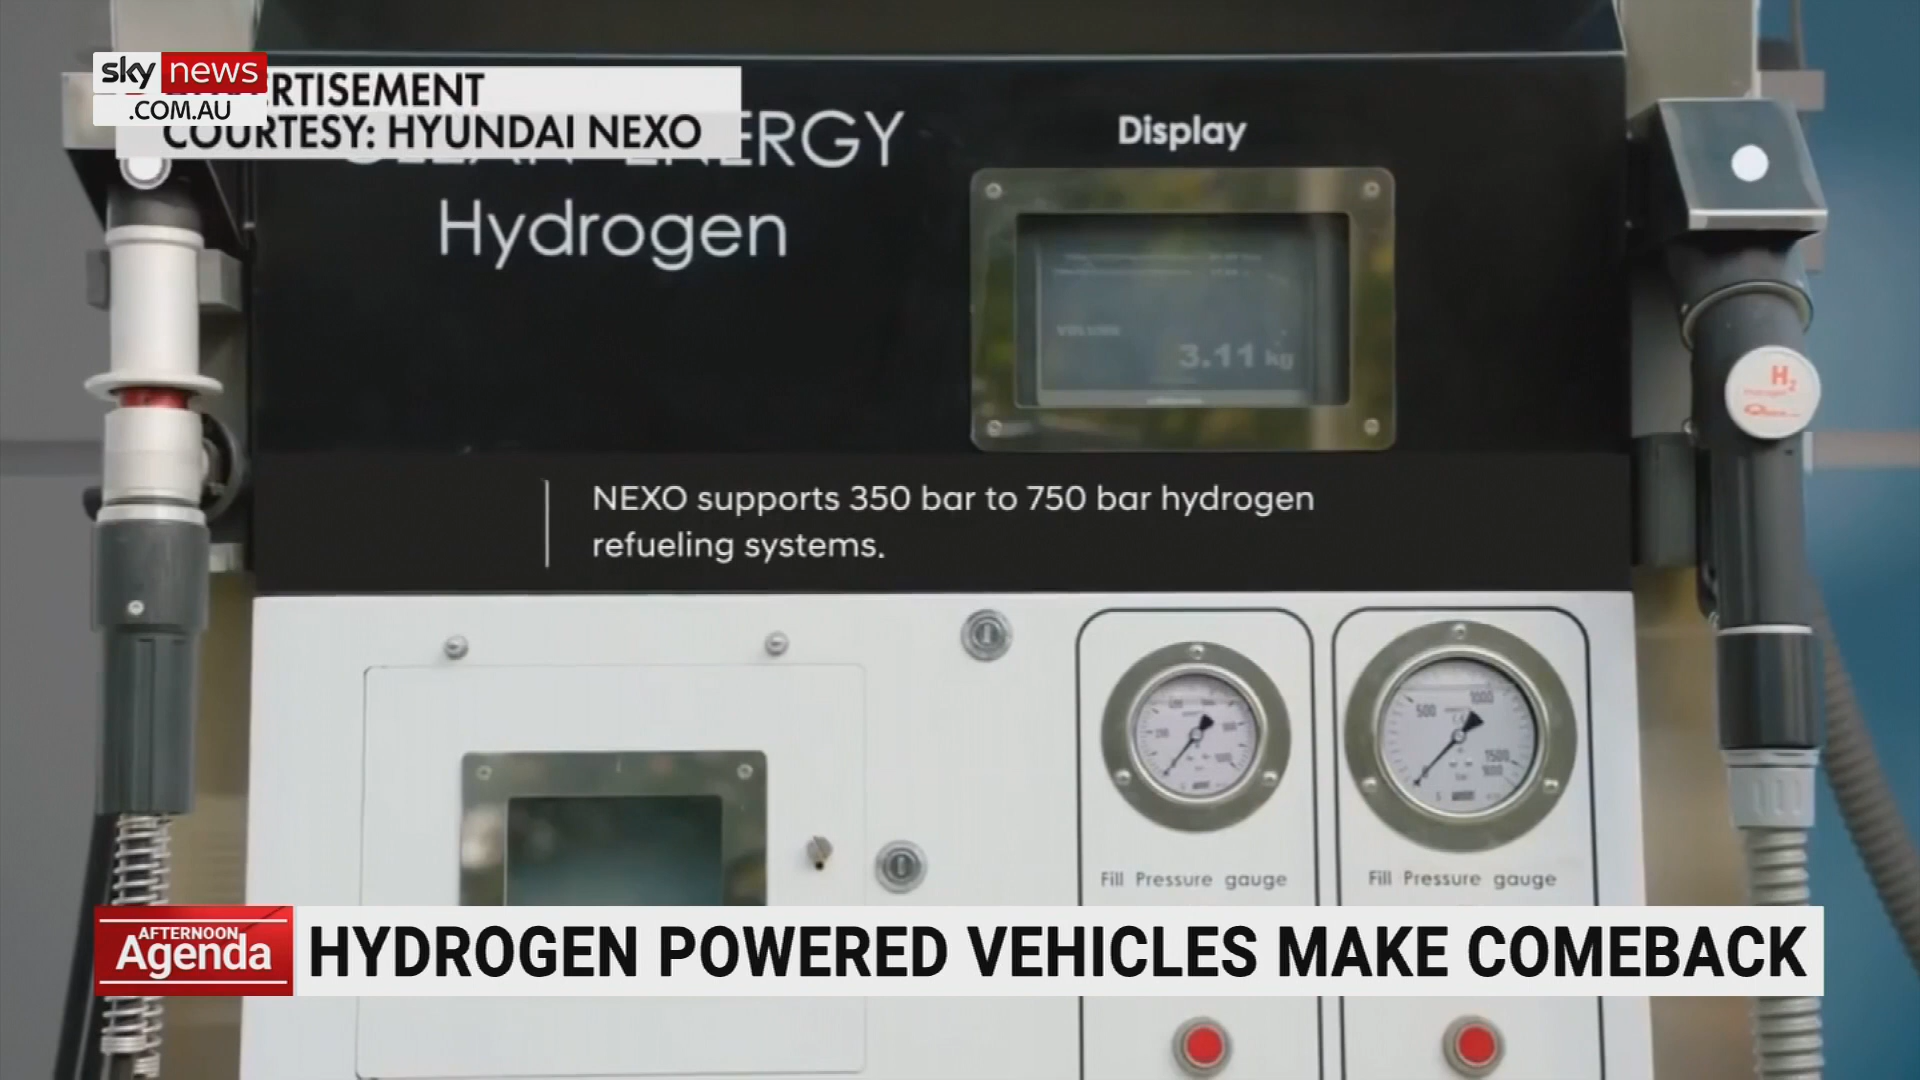 sky news
.COM.AU
RTISEMENT
COURTESY: HYUNDAI NEXO
ERGY
Hydrogen
Display
3.11 kg
H2
NEXO supports 350 bar to 750 bar hydrogen
refueling systems.
500
1000
1500
1600
Fill Pressure gauge
Fill Pressure gauge
AFTERNOON
Agenda
HYDROGEN POWERED VEHICLES MAKE COMEBACK